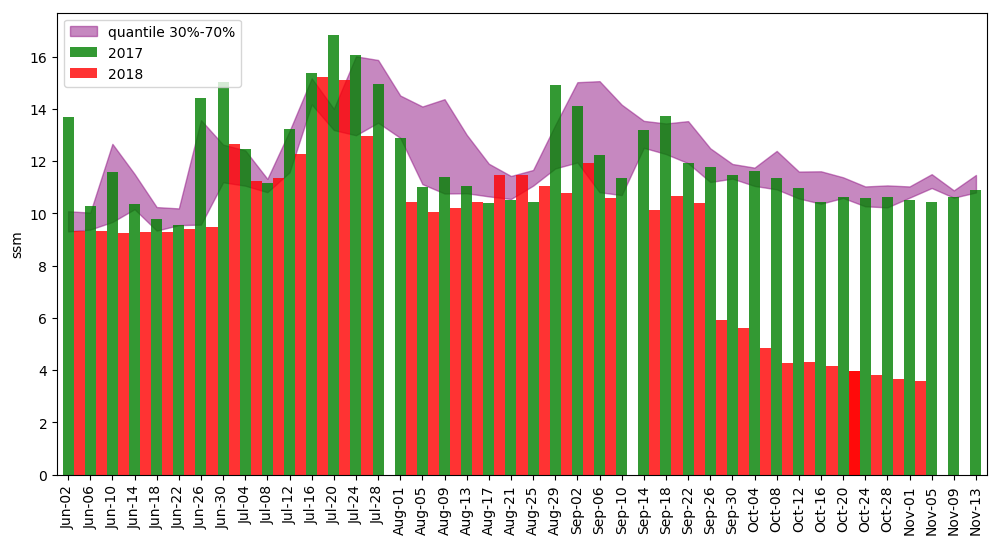 quantile 30%-70%
2017
2018
ssm
16
14
12
10
8
6
4
2
0
Jun-02
Jun-06
Jun-10
Jun-14
Jun-18
Jun-22
Jun-26
Jun-30
Jul-04
Jul-08
Jul-12
Jul-16
Jul-20
Jul-24
Jul-28
Aug-01
Aug-05
Aug-09
Aug-13
Aug-17
Aug-21
Aug-25
Aug-29
Sep-02
Sep-06
Sep-10
Sep-14
Sep-18
Sep-22
Sep-26
Sep-30
Oct-04
Oct-08
Oct-12
Oct-16
Oct-20
Oct-24
Oct-28
Nov-01
Nov-05
Nov-09
Nov-13